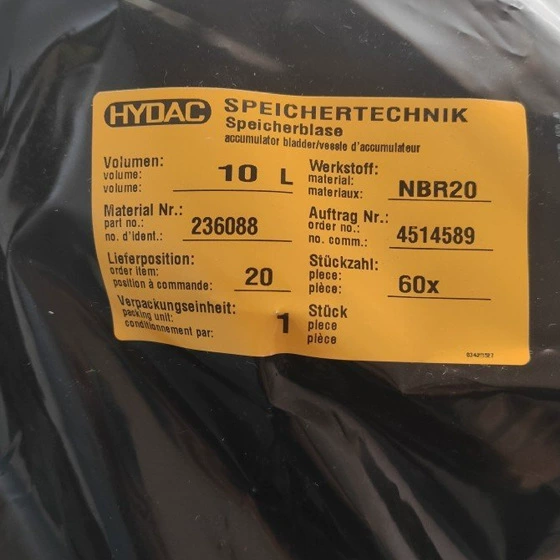 HYDAC SPEICHERTECHNIK
Speicherblase
accumulator bladder/vessie d'accumulateur
Volumen:
volume:
volume:
10 L
Werkstoff:
material:
materiaux:
NBR20
Material Nr.:
part no.:
no. d'ident.:
236088
Auftrag Nr.:
order no.:
no. comm.:
4514589
Lieferposition:
order item:
position à commande:
20
Stückzahl:
piece:
pièce:
60x
Verpackungseinheit:
packing unit:
conditionnement par:
1
Stück
piece
pièce